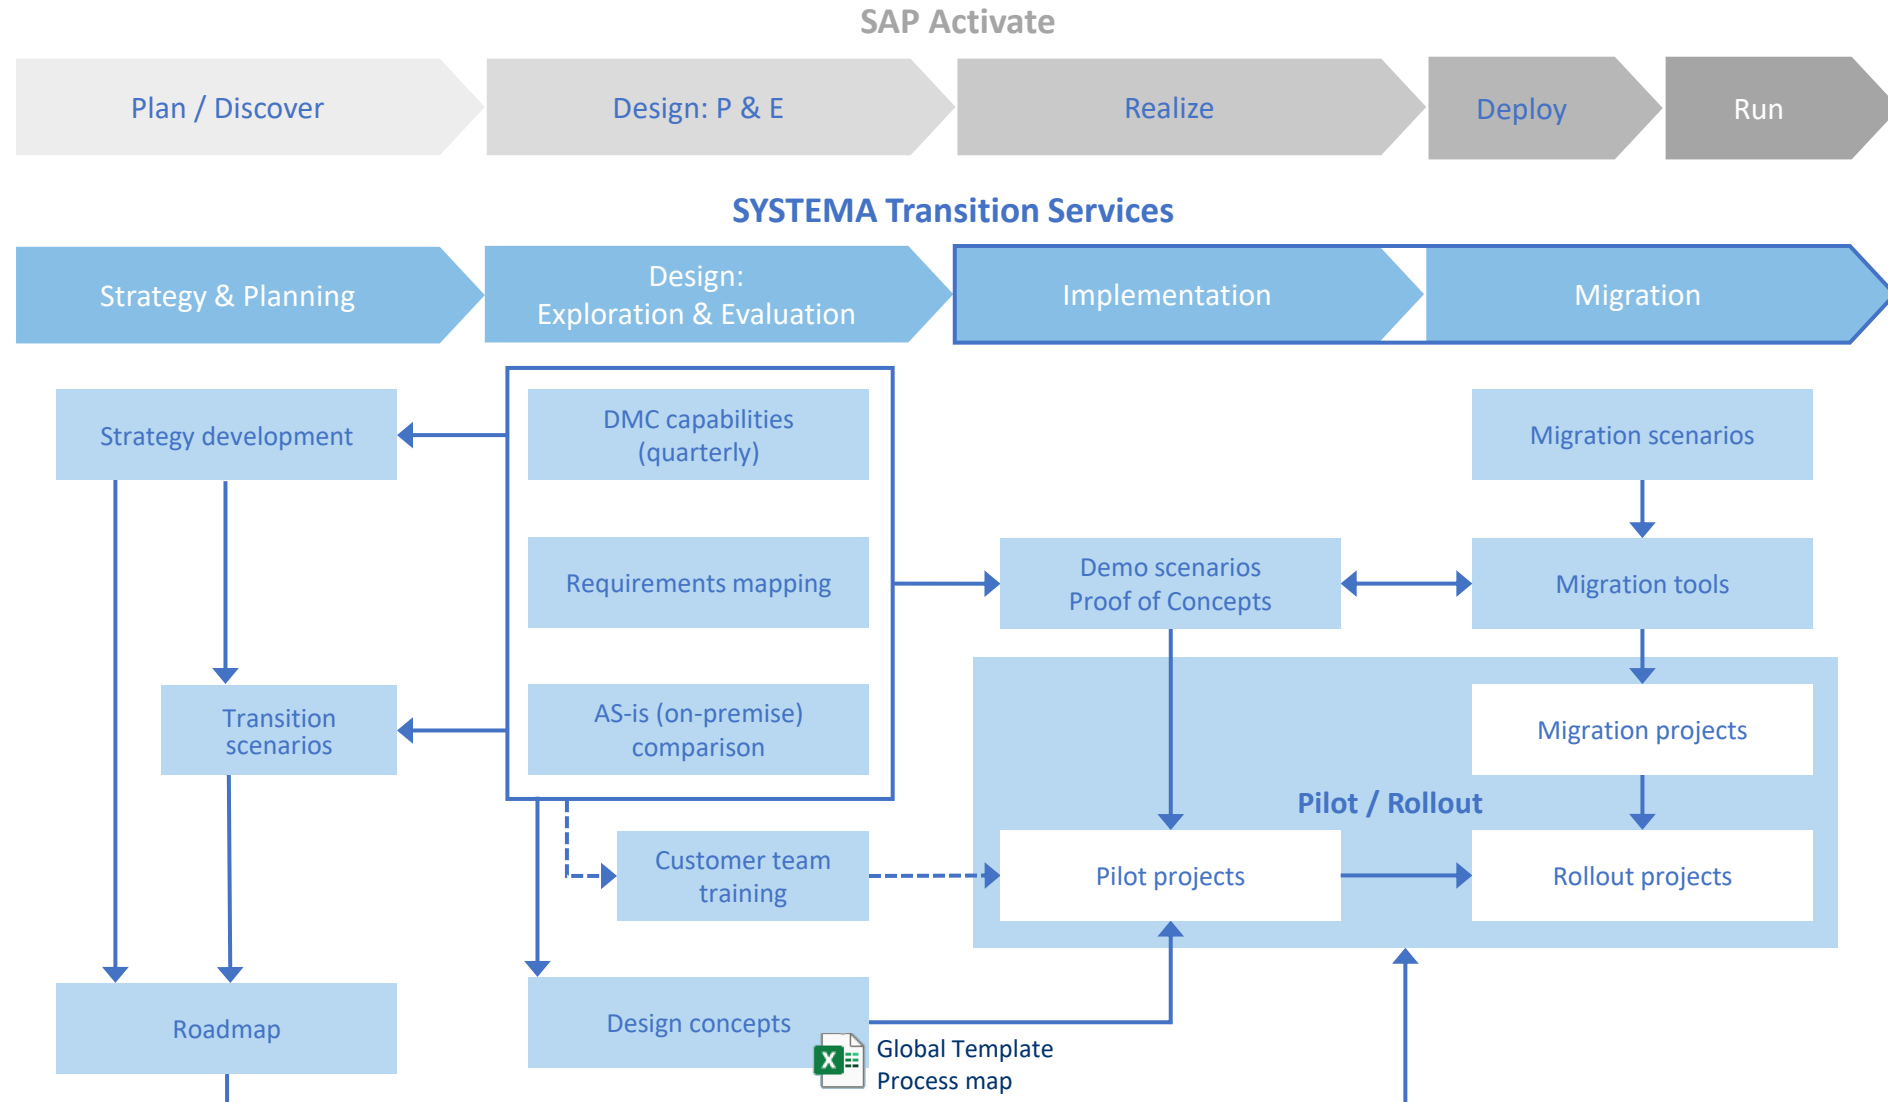 SAP Activate
Plan / Discover
Design: P & E
Realize
Deploy
Run
SYSTEMA Transition Services
Strategy & Planning
Design:
Exploration & Evaluation
Implementation
Migration
Strategy development
DMC capabilities
(quarterly)
Migration scenarios
Requirements mapping
Demo scenarios
Proof of Concepts
Migration tools
Transition
scenarios
AS-is (on-premise)
comparison
Migration projects
Pilot / Rollout
Customer team
training
Pilot projects
Rollout projects
Roadmap
Design concepts
X
Global Template
Process map